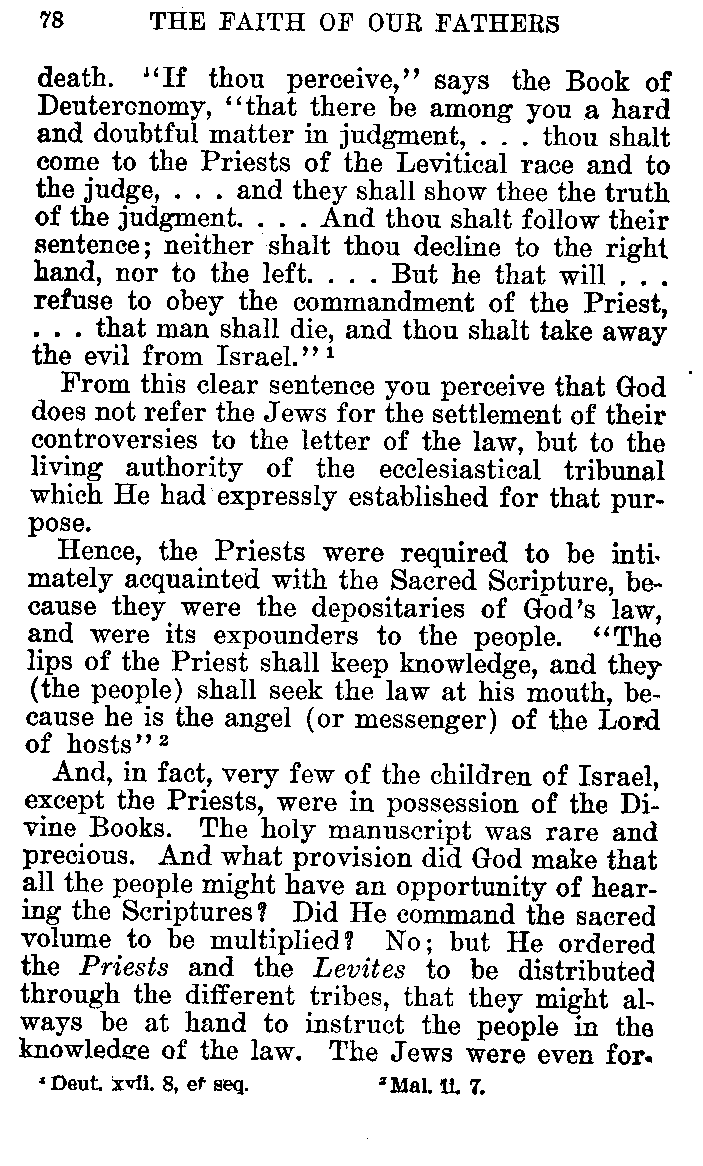 78 THE FAITH OF OUR FATHERS
death. "If thou perceive," says the Book of
Deuteronomy, "that there be among you a hard
and doubtful matter in judgment, . . . thou shalt
come to the Priests of the Levitical race and to
the judge, . . . and they shall show thee the truth
of the judgment. . . . And thou shalt follow their
sentence; neither shalt thou decline to the right
hand, nor to the left. . . . But he that will . . .
refuse to obey the commandment of the Priest,
. . . that man shall die, and thou shalt take away
the evil from Israel." ¹
From this clear sentence you perceive that God
does not refer the Jews for the settlement of their
controversies to the letter of the law, but to the
living authority of the ecclesiastical tribunal
which He had expressly established for that pur-
pose.
Hence, the Priests were required to be inti-
mately acquainted with the Sacred Scripture, be-
cause they were the depositaries of God's law,
and were its expounders to the people. "The
lips of the Priest shall keep knowledge, and they
(the people) shall seek the law at his mouth, be-
cause he is the angel (or messenger) of the Lord
of hosts" ²
And, in fact, very few of the children of Israel,
except the Priests, were in possession of the Di-
vine Books. The holy manuscript was rare and
precious. And what provision did God make that
all the people might have an opportunity of hear-
ing the Scriptures? Did He command the sacred
volume to be multiplied? No; but He ordered
the Priests and the Levites to be distributed
through the different tribes, that they might al-
ways be at hand to instruct the people in the
knowledge of the law. The Jews were even for-
¹ Deut. xvii. 8, et seq. ² Mal. ii. 7.